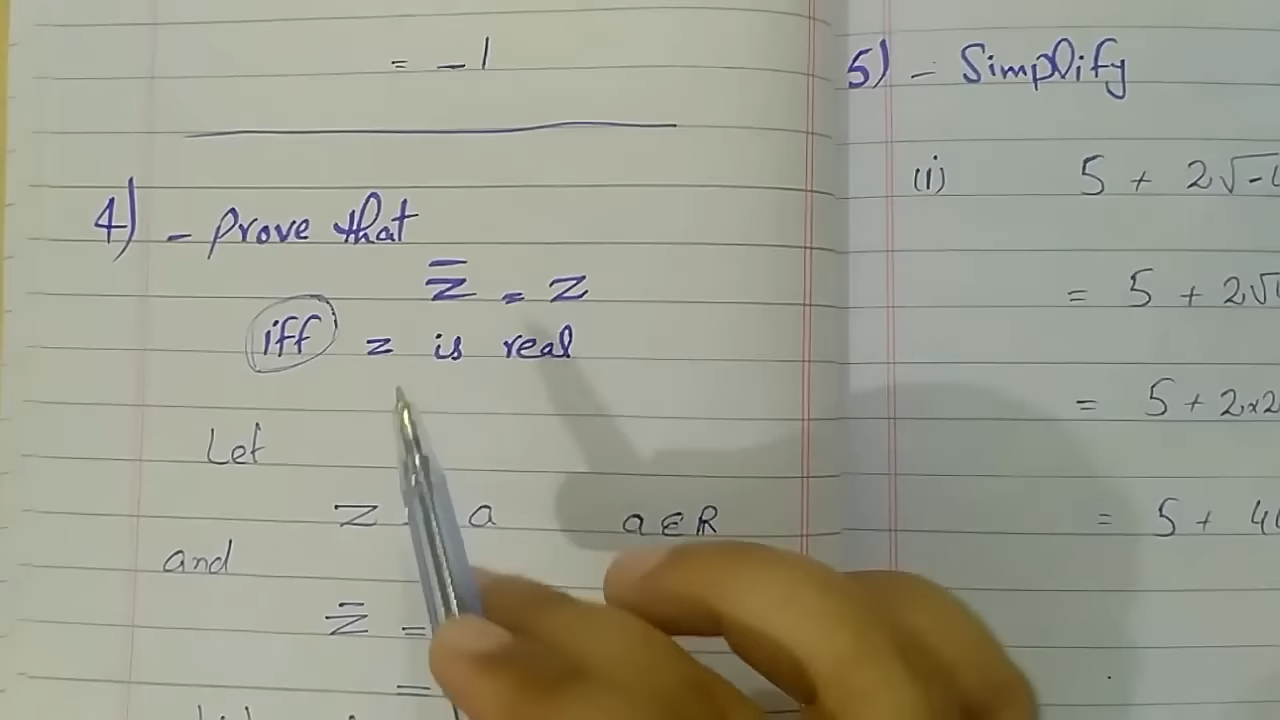 = -1
4) - Prove that
z̄ = z
iff z is real
Let
z a a∈R
and
z̄ =
=
5) - Simplify
(i) 5 + 2√-
= 5 + 2√
= 5 + 2×2
= 5 + 4